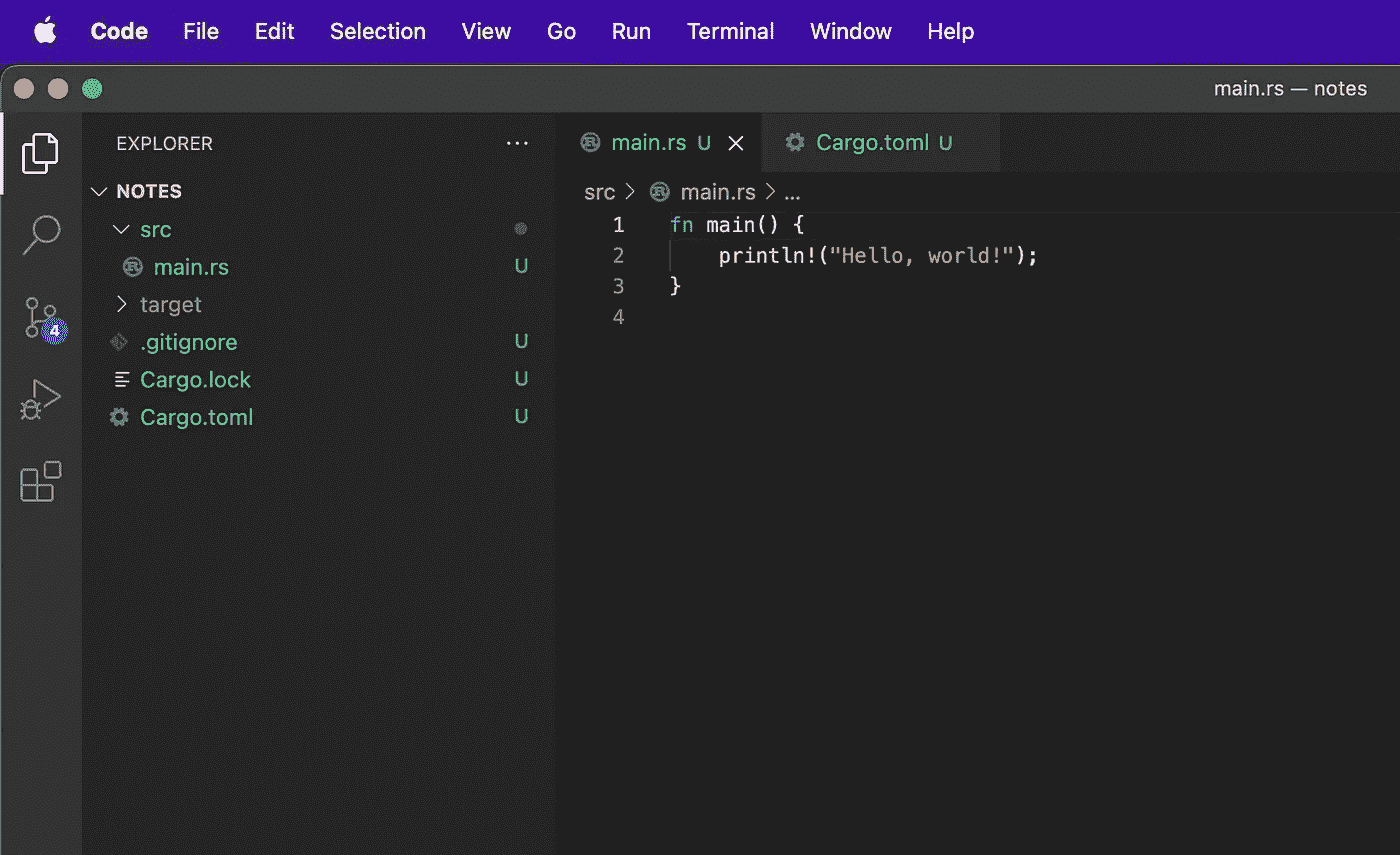 Code File Edit Selection View Go Run Terminal Window Help
main.rs — notes
EXPLORER ...
NOTES
src
main.rs U
target
.gitignore U
Cargo.lock U
Cargo.toml U
4
main.rs U Cargo.toml U
src > main.rs > ...
1 fn main() {
2     println!("Hello, world!");
3 }
4